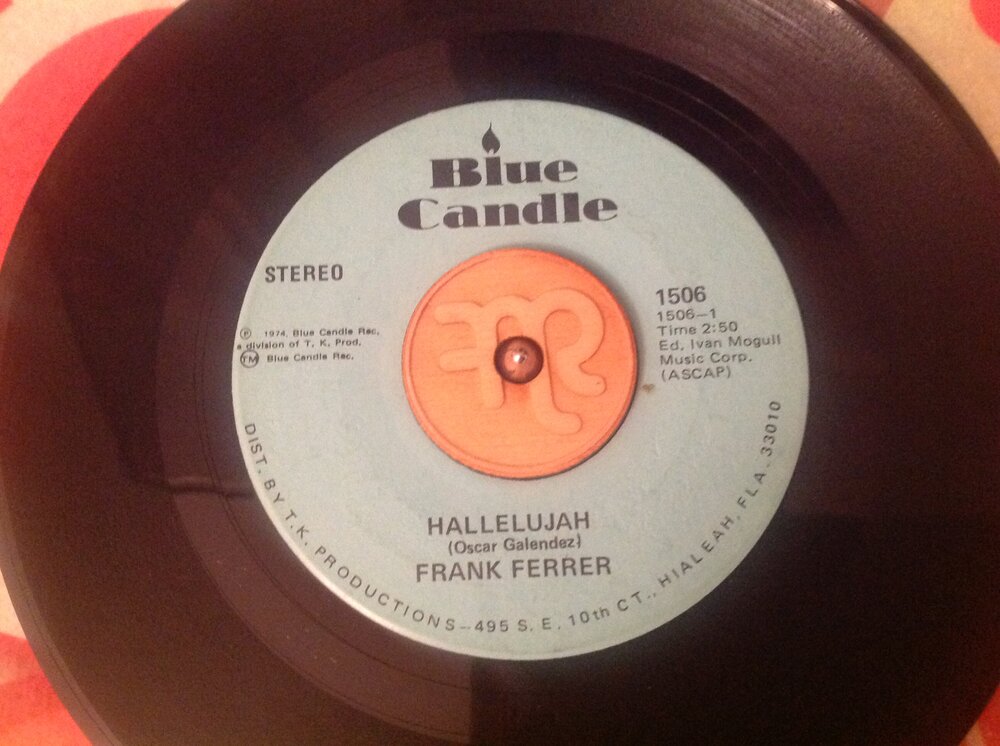 Blue
Candle
STEREO
℗ 1974, Blue Candle Rec.
a division of T. K. Prod.
TM Blue Candle Rec.
1506
1506-1
Time 2:50
Ed. Ivan Mogull
Music Corp.
(ASCAP)
HALLELUJAH
(Oscar Galendez)
FRANK FERRER
DIST. BY T.K. PRODUCTIONS-495 S. E. 10th CT., HIALEAH, FLA. 33010